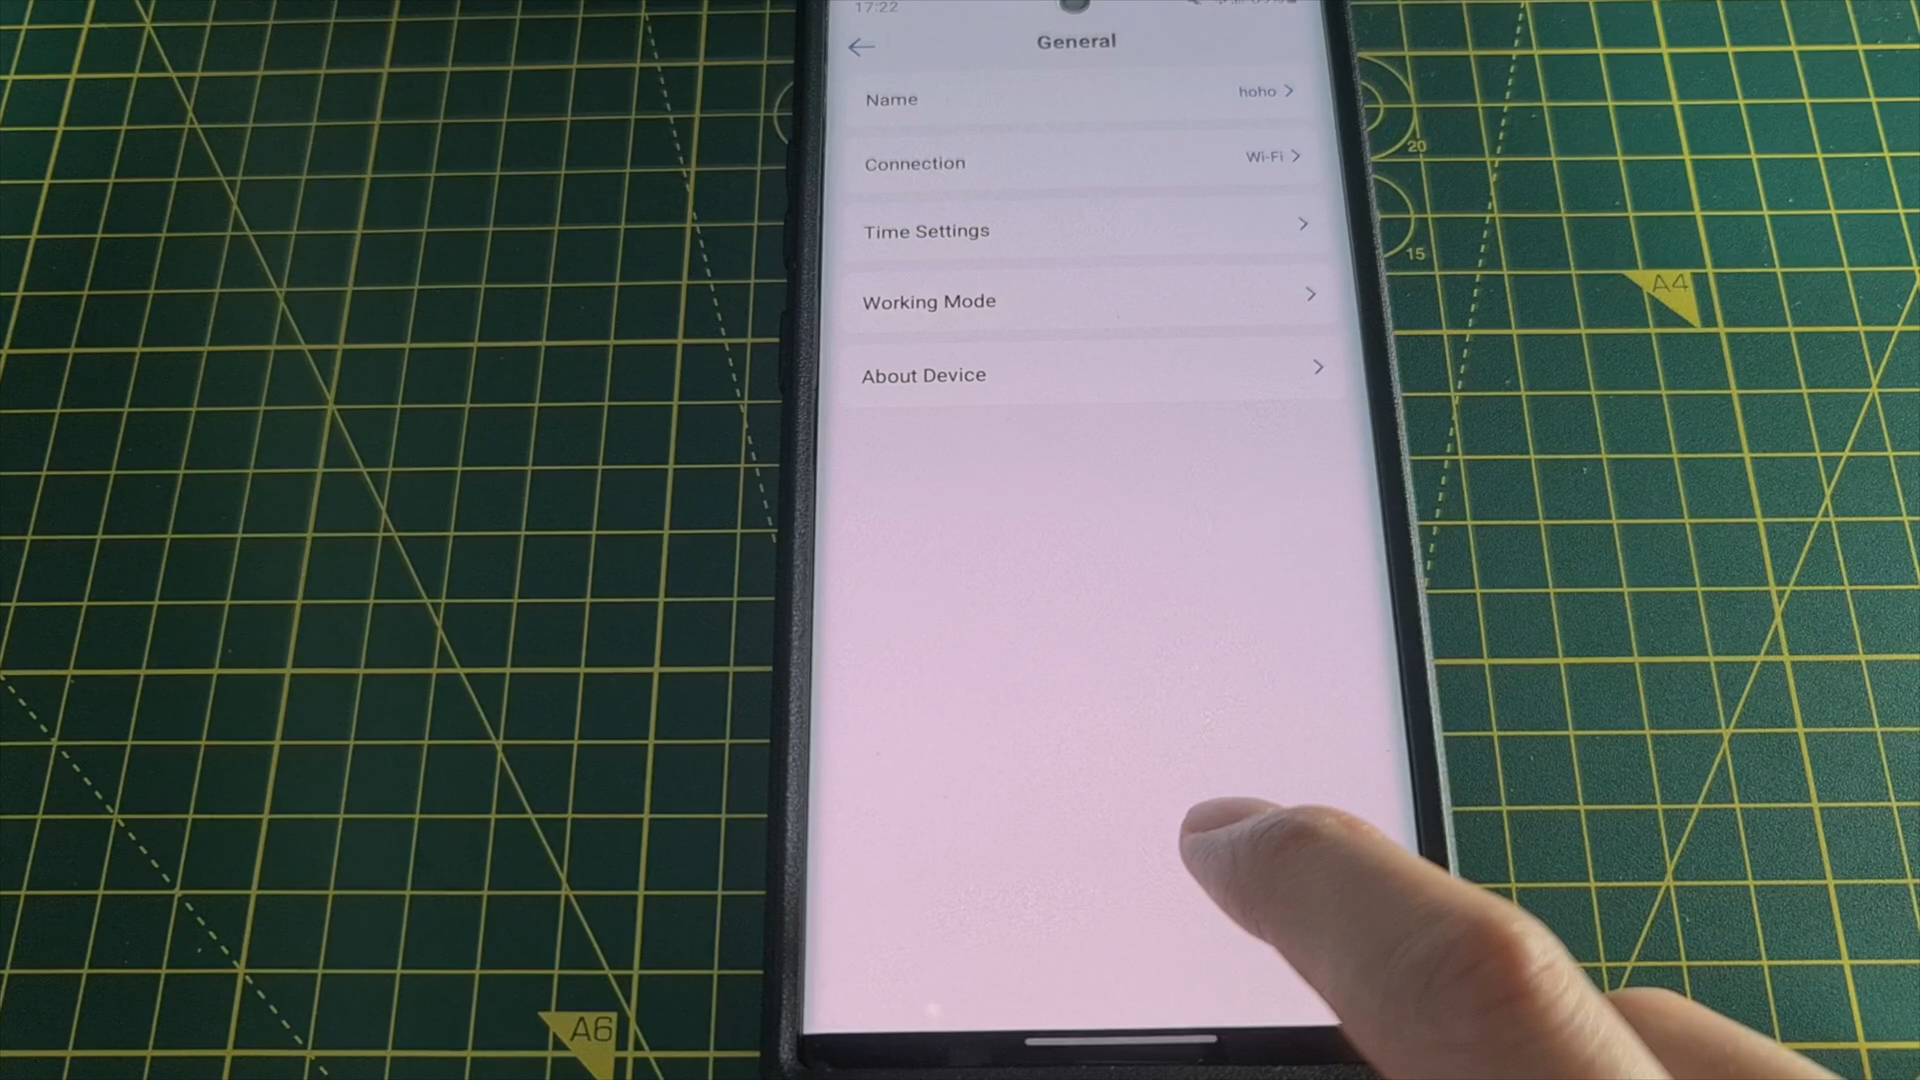 17:22
General
Name
hoho
Connection
Wi-Fi
Time Settings
Working Mode
About Device
20
15
A4
A6